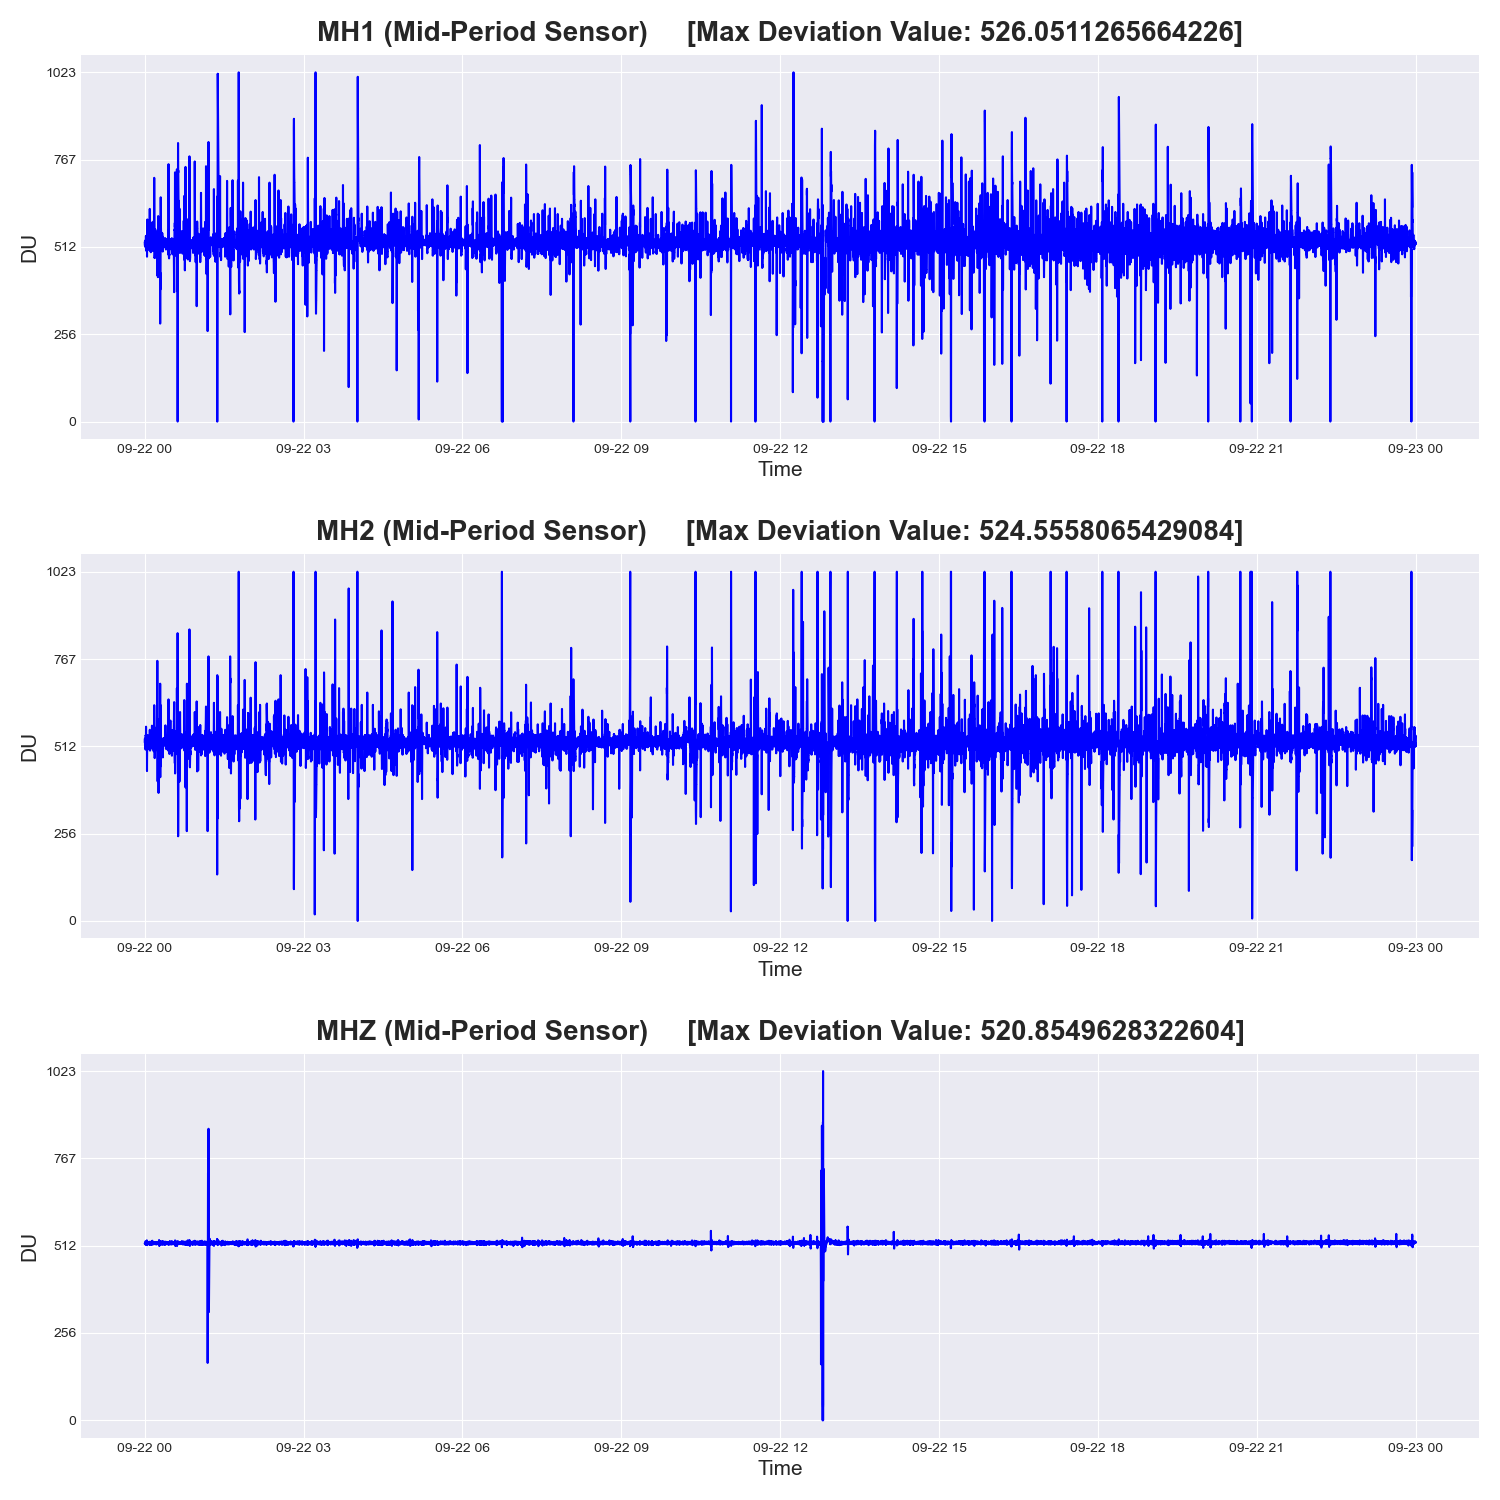 MH1 (Mid-Period Sensor) [Max Deviation Value: 526.0511265664226]
1023
767
512
256
0
DU
09-22 00 09-22 03 09-22 06 09-22 09 09-22 12 09-22 15 09-22 18 09-22 21 09-23 00
Time
MH2 (Mid-Period Sensor) [Max Deviation Value: 524.5558065429084]
1023
767
512
256
0
DU
09-22 00 09-22 03 09-22 06 09-22 09 09-22 12 09-22 15 09-22 18 09-22 21 09-23 00
Time
MHZ (Mid-Period Sensor) [Max Deviation Value: 520.8549628322604]
1023
767
512
256
0
DU
09-22 00 09-22 03 09-22 06 09-22 09 09-22 12 09-22 15 09-22 18 09-22 21 09-23 00
Time